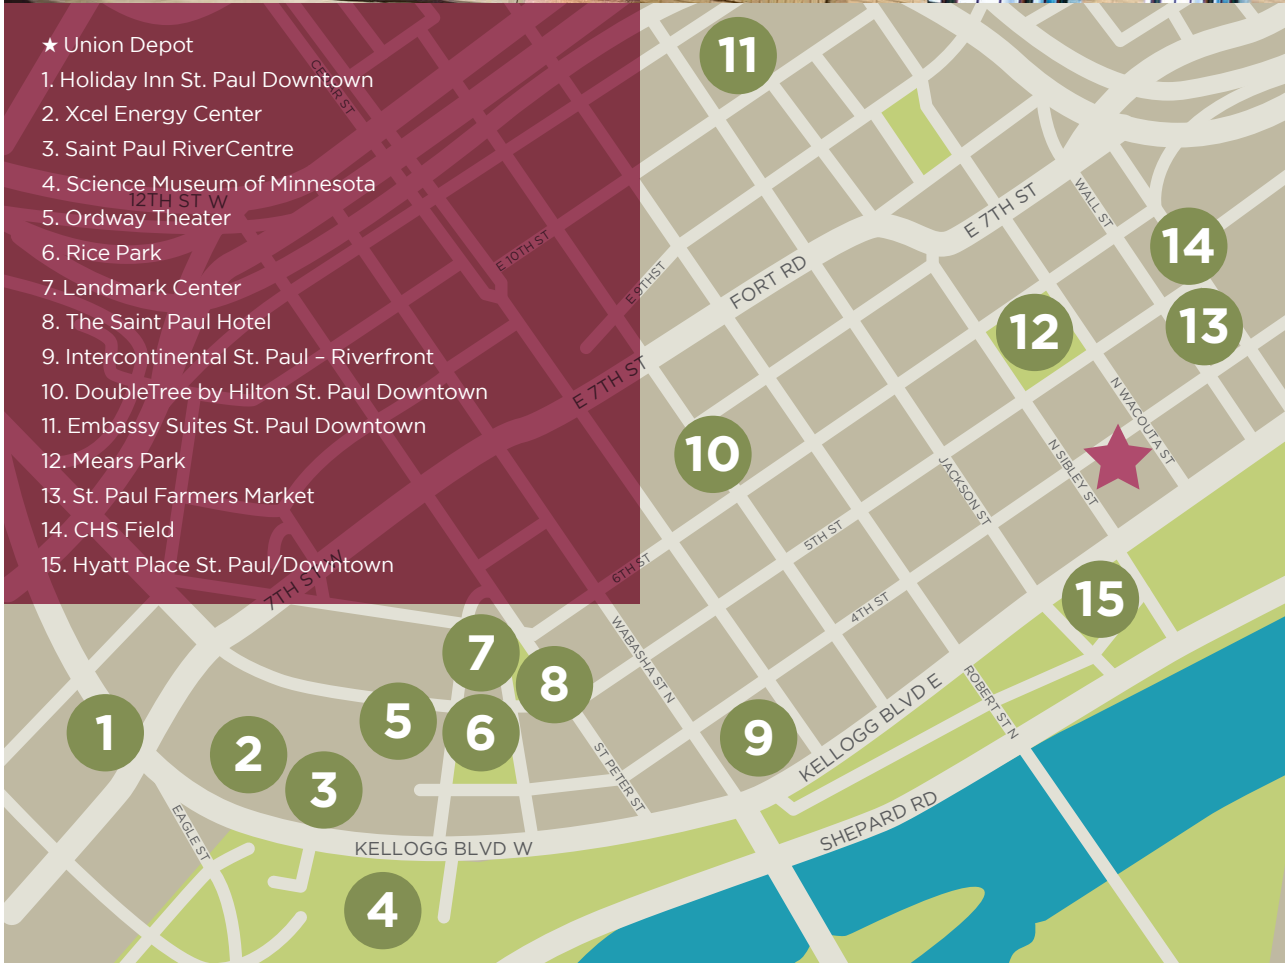 ★ Union Depot
1. Holiday Inn St. Paul Downtown
2. Xcel Energy Center
3. Saint Paul RiverCentre
4. Science Museum of Minnesota
5. Ordway Theater
6. Rice Park
7. Landmark Center
8. The Saint Paul Hotel
9. Intercontinental St. Paul – Riverfront
10. DoubleTree by Hilton St. Paul Downtown
11. Embassy Suites St. Paul Downtown
12. Mears Park
13. St. Paul Farmers Market
14. CHS Field
15. Hyatt Place St. Paul/Downtown
CEDAR ST
12TH ST W
E 10TH ST
E 9TH ST
E 7TH ST
7TH ST N
6TH ST
11
FORT RD
E 7TH ST
WALL ST
14
13
12
N WACOUTA ST
N SIBLEY ST
JACKSON ST
10
5TH ST
4TH ST
15
7
8
WABASHA ST N
ROBERT ST N
KELLOGG BLVD E
1
2
3
5
6
9
ST PETER ST
EAGLE ST
KELLOGG BLVD W
SHEPARD RD
4